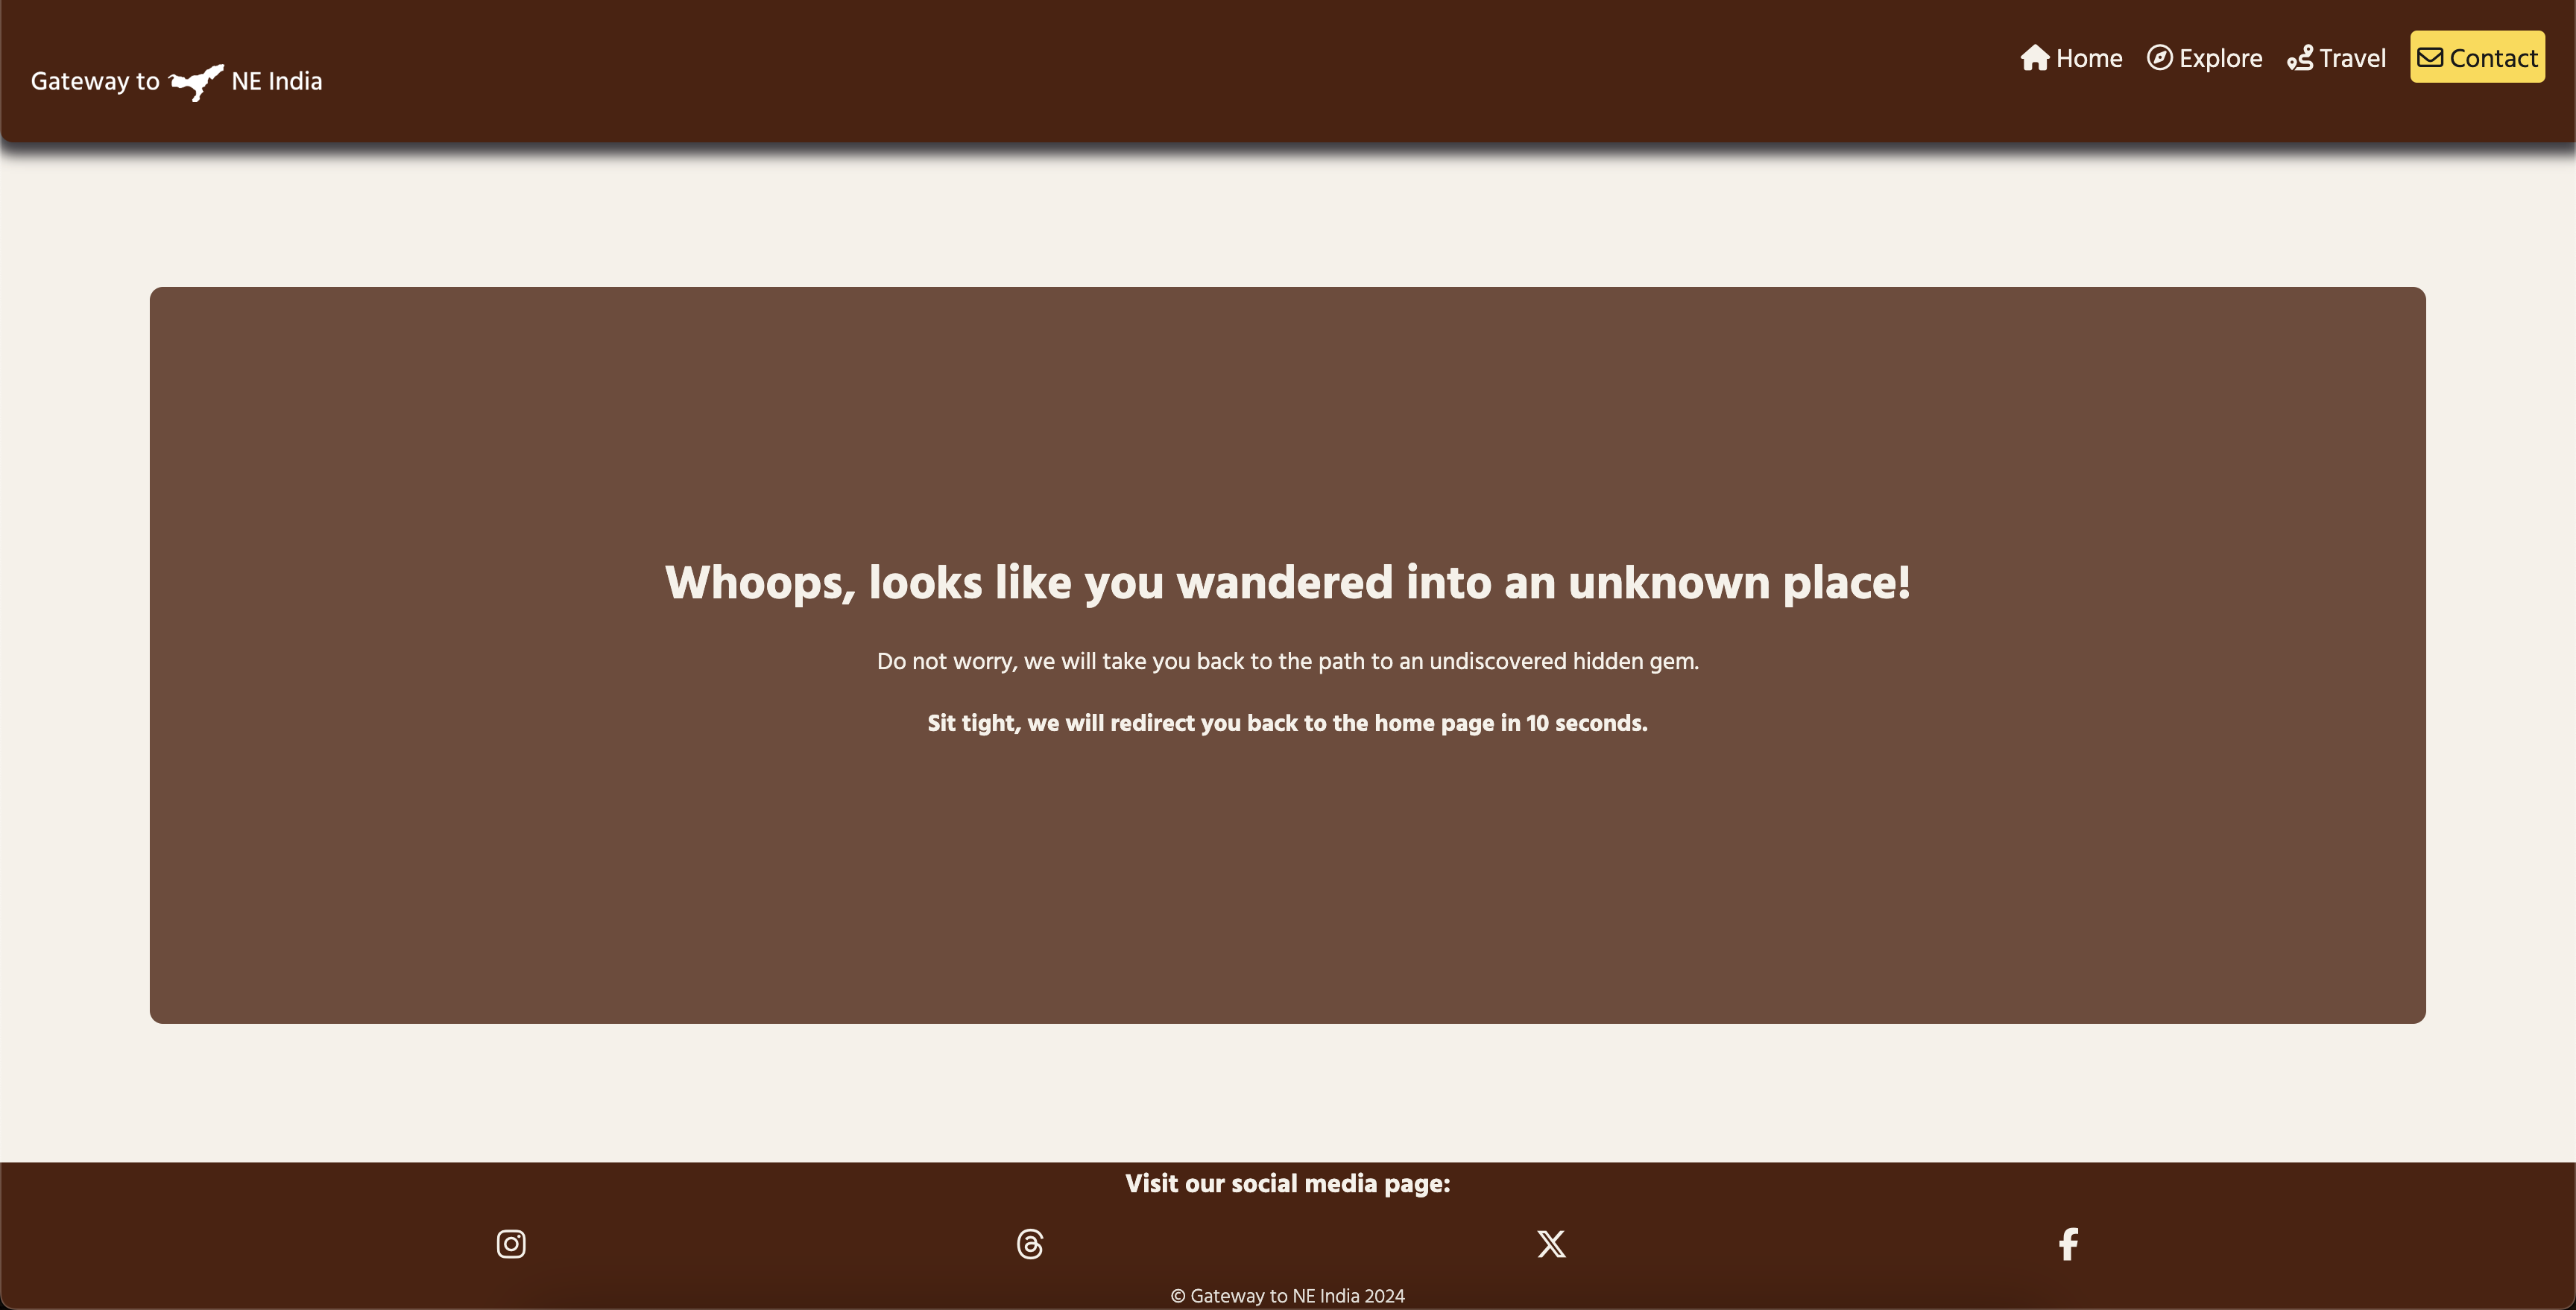 Gateway to NE India
Home Explore Travel Contact
Whoops, looks like you wandered into an unknown place!
Do not worry, we will take you back to the path to an undiscovered hidden gem.
Sit tight, we will redirect you back to the home page in 10 seconds.
Visit our social media page:
© Gateway to NE India 2024